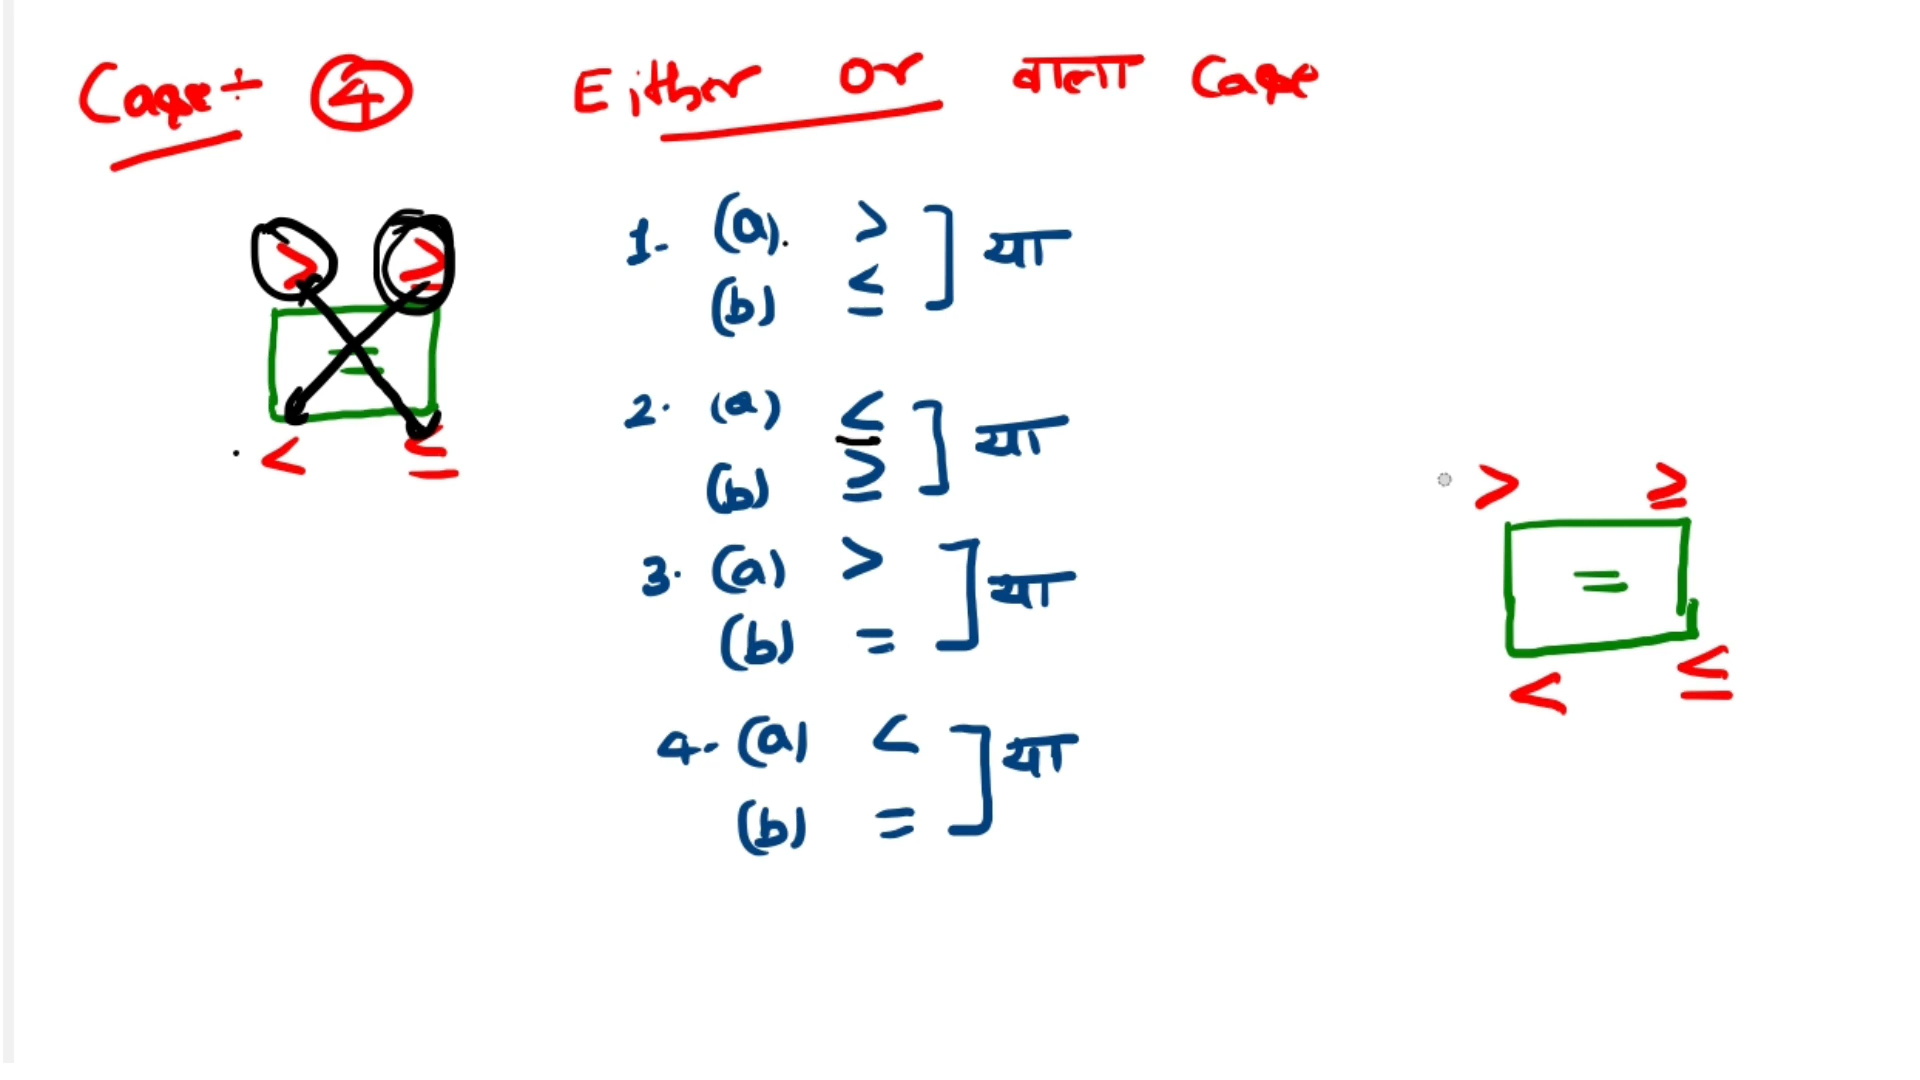 Case÷ ④ Either or वाला Case
> ≥
=
< ≤
1- (a). > ] या
(b) ≤
2. (a) < ] या
(b) ≥
3. (a) > ] या
(b) =
4. (a) < ] या
(b) =
> ≥
=
< ≤